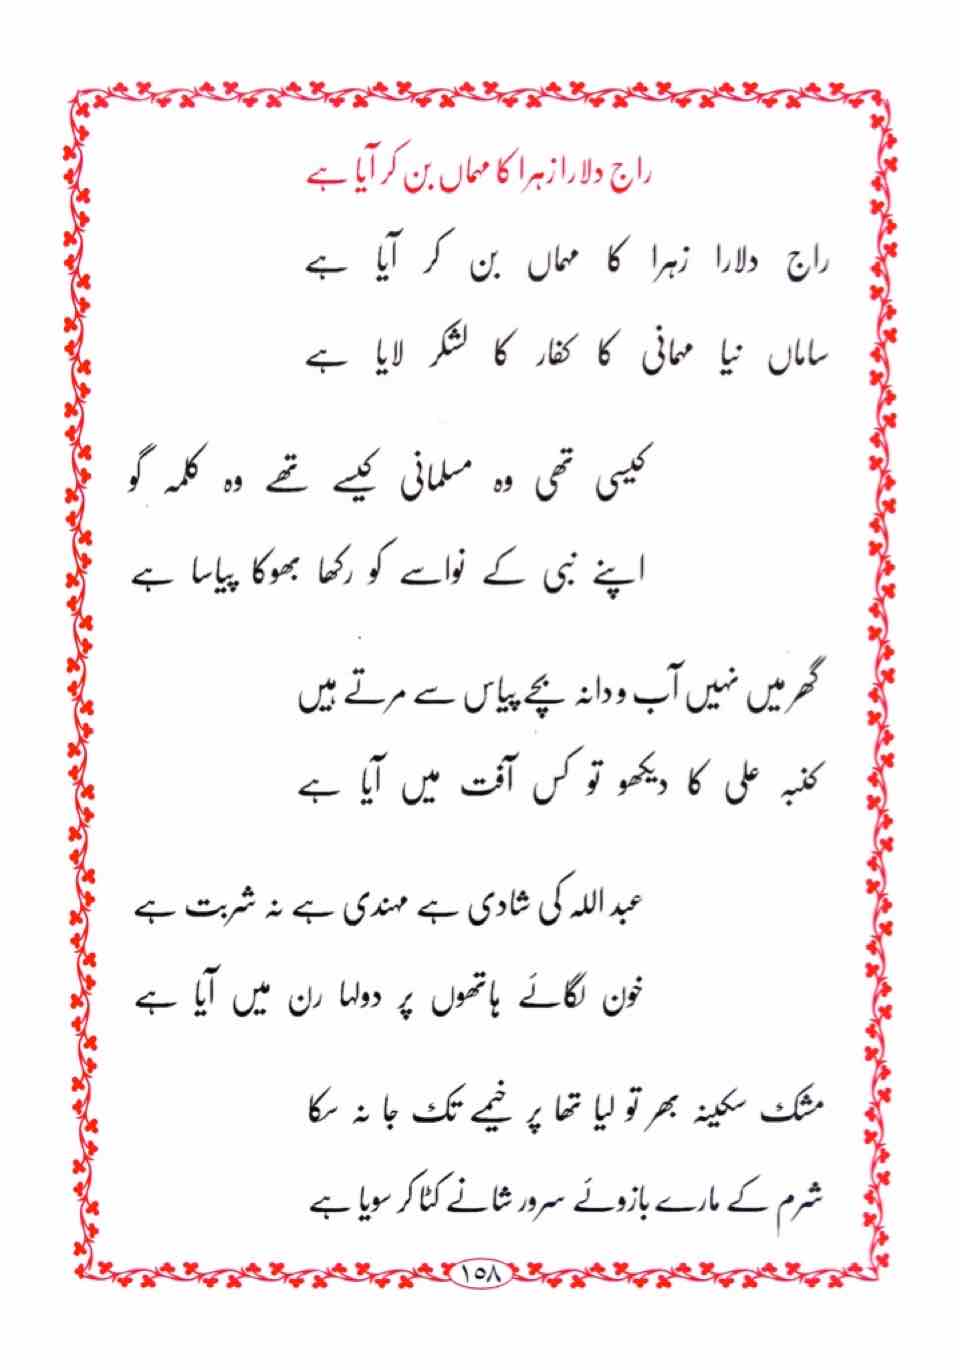 راج دلارا زہرا کا مہماں بن کر آیا ہے
راج دلارا زہرا کا مہماں بن کر آیا ہے
ساماں نیا مہمانی کا کفار کا لشکر لایا ہے
کیسی تھی وہ مسلمانی کیسے تھے وہ کلمہ گو
اپنے نبی کے نواسے کو رکھا بھوکا پیاسا ہے
گھر میں نہیں آب و دانہ بچے پیاس سے مرتے ہیں
کنبہ علی کا دیکھو تو کس آفت میں آیا ہے
عبد اللہ کی شادی ہے مہندی ہے نہ شربت ہے
خون لگائے ہاتھوں پر دولہا رن میں آیا ہے
مشک سکینہ بھر تو لیا تھا پر خیمے تک جا نہ سکا
شرم کے مارے بازوئے سرور شانے کٹا کر سویا ہے
۱۵۸